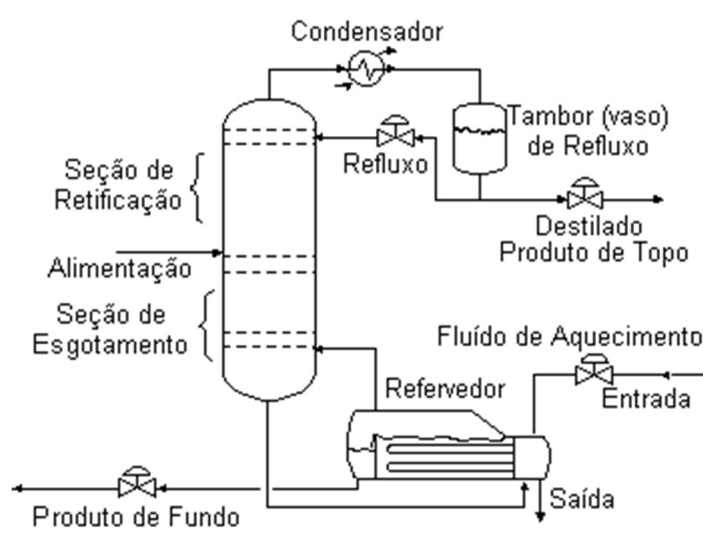 Condensador
Tambor (vaso)
de Refluxo
Refluxo
Seção de
Retificação
Destilado
Produto de Topo
Alimentação
Seção de
Esgotamento
Fluído de Aquecimento
Refervedor
Entrada
Saída
Produto de Fundo